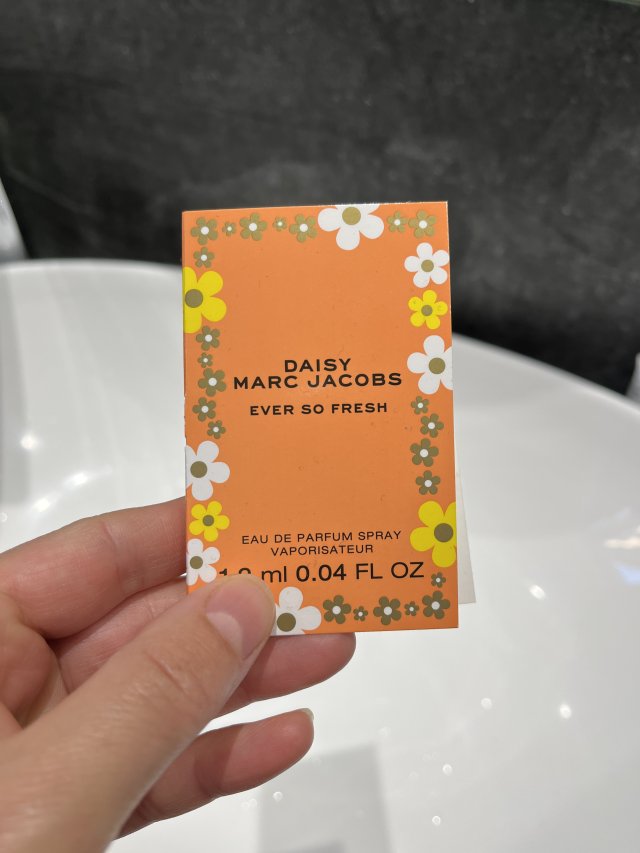 DAISY
MARC JACOBS
EVER SO FRESH
EAU DE PARFUM SPRAY
VAPORISATEUR
ml 0.04 FL OZ